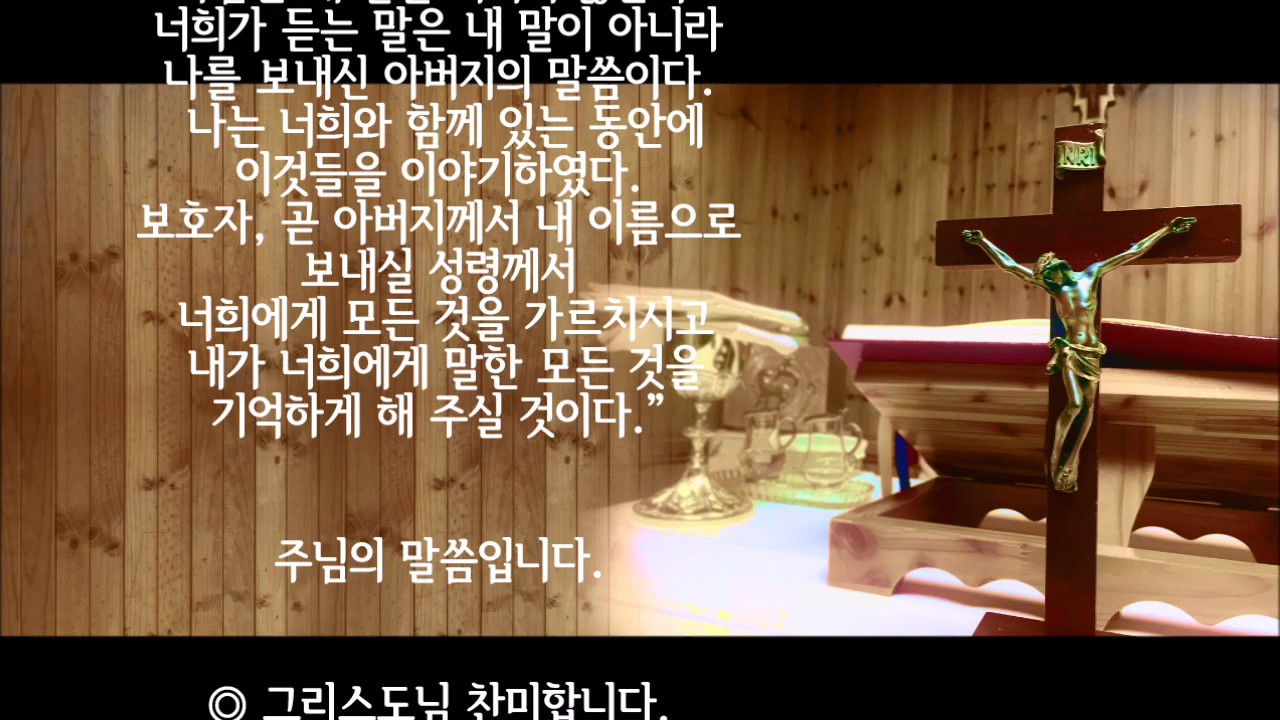 너희가 듣는 말은 내 말이 아니라
나를 보내신 아버지의 말씀이다.
나는 너희와 함께 있는 동안에
이것들을 이야기하였다.
보호자, 곧 아버지께서 내 이름으로
보내실 성령께서
너희에게 모든 것을 가르치시고
내가 너희에게 말한 모든 것을
기억하게 해 주실 것이다.”
주님의 말씀입니다.
◎ 그리스도님 찬미합니다.
INRI